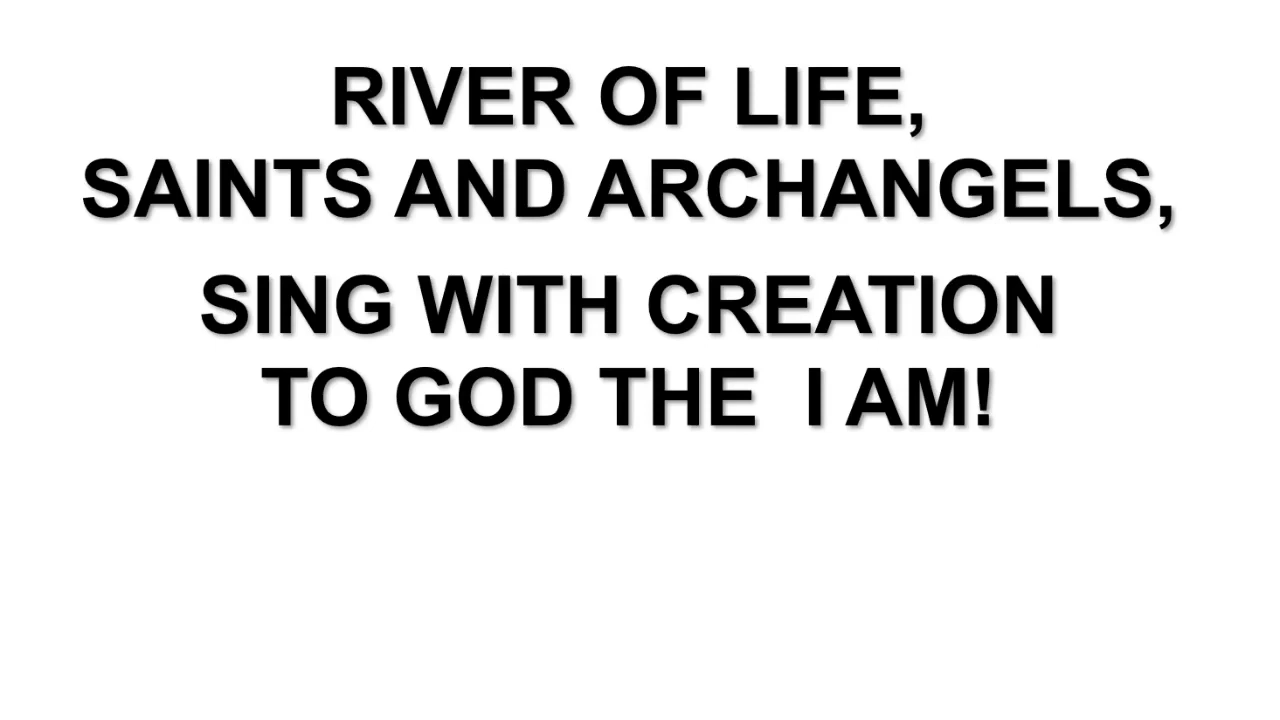 RIVER OF LIFE,
SAINTS AND ARCHANGELS,
SING WITH CREATION
TO GOD THE  I AM!